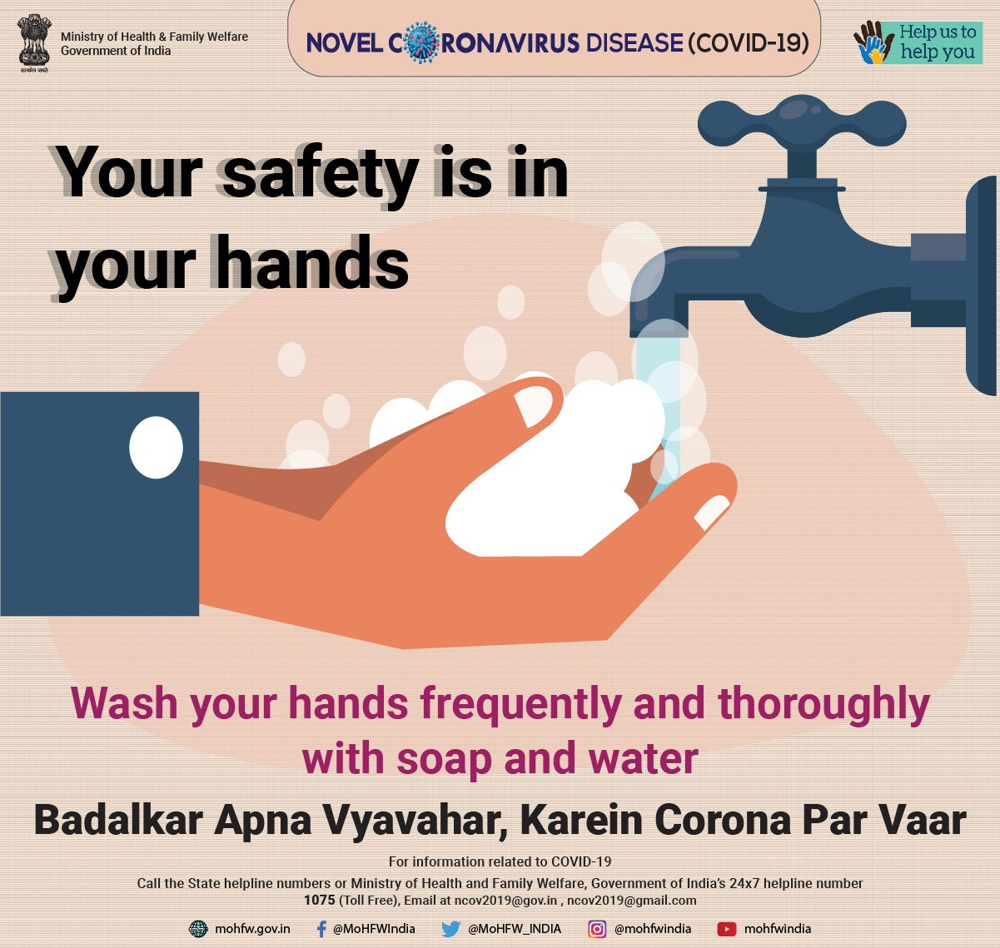 Ministry of Health & Family Welfare
Government of India
सत्यमेव जयते
NOVEL CORONAVIRUS DISEASE (COVID-19)
Help us to
help you
Your safety is in
your hands
Wash your hands frequently and thoroughly
with soap and water
Badalkar Apna Vyavahar, Karein Corona Par Vaar
For information related to COVID-19
Call the State helpline numbers or Ministry of Health and Family Welfare, Government of India's 24x7 helpline number
1075 (Toll Free), Email at ncov2019@gov.in , ncov2019@gmail.com
mohfw.gov.in @MoHFWIndia @MoHFW_INDIA @mohfwindia mohfwindia